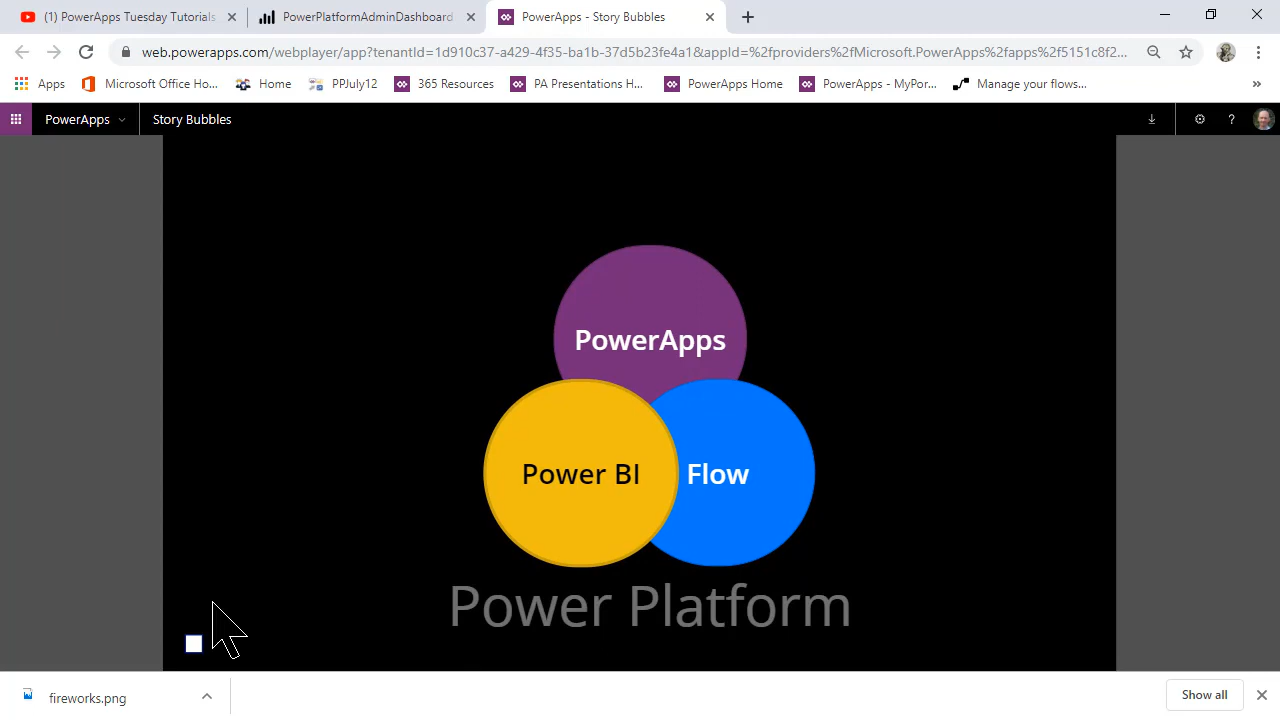 (1) PowerApps Tuesday Tutorials
PowerPlatformAdminDashboard
PowerApps - Story Bubbles
web.powerapps.com/webplayer/app?tenantId=1d910c37-a429-4f35-ba1b-37d5b23fe4a1&appId=%2fproviders%2fMicrosoft.PowerApps%2fapps%2f5151c8f2...
Apps
Microsoft Office Ho...
Home
PPJuly12
365 Resources
PA Presentations H...
PowerApps Home
PowerApps - MyPor...
Manage your flows...
»
PowerApps
Story Bubbles
?
PowerApps
Power BI
Flow
Power Platform
fireworks.png
Show all